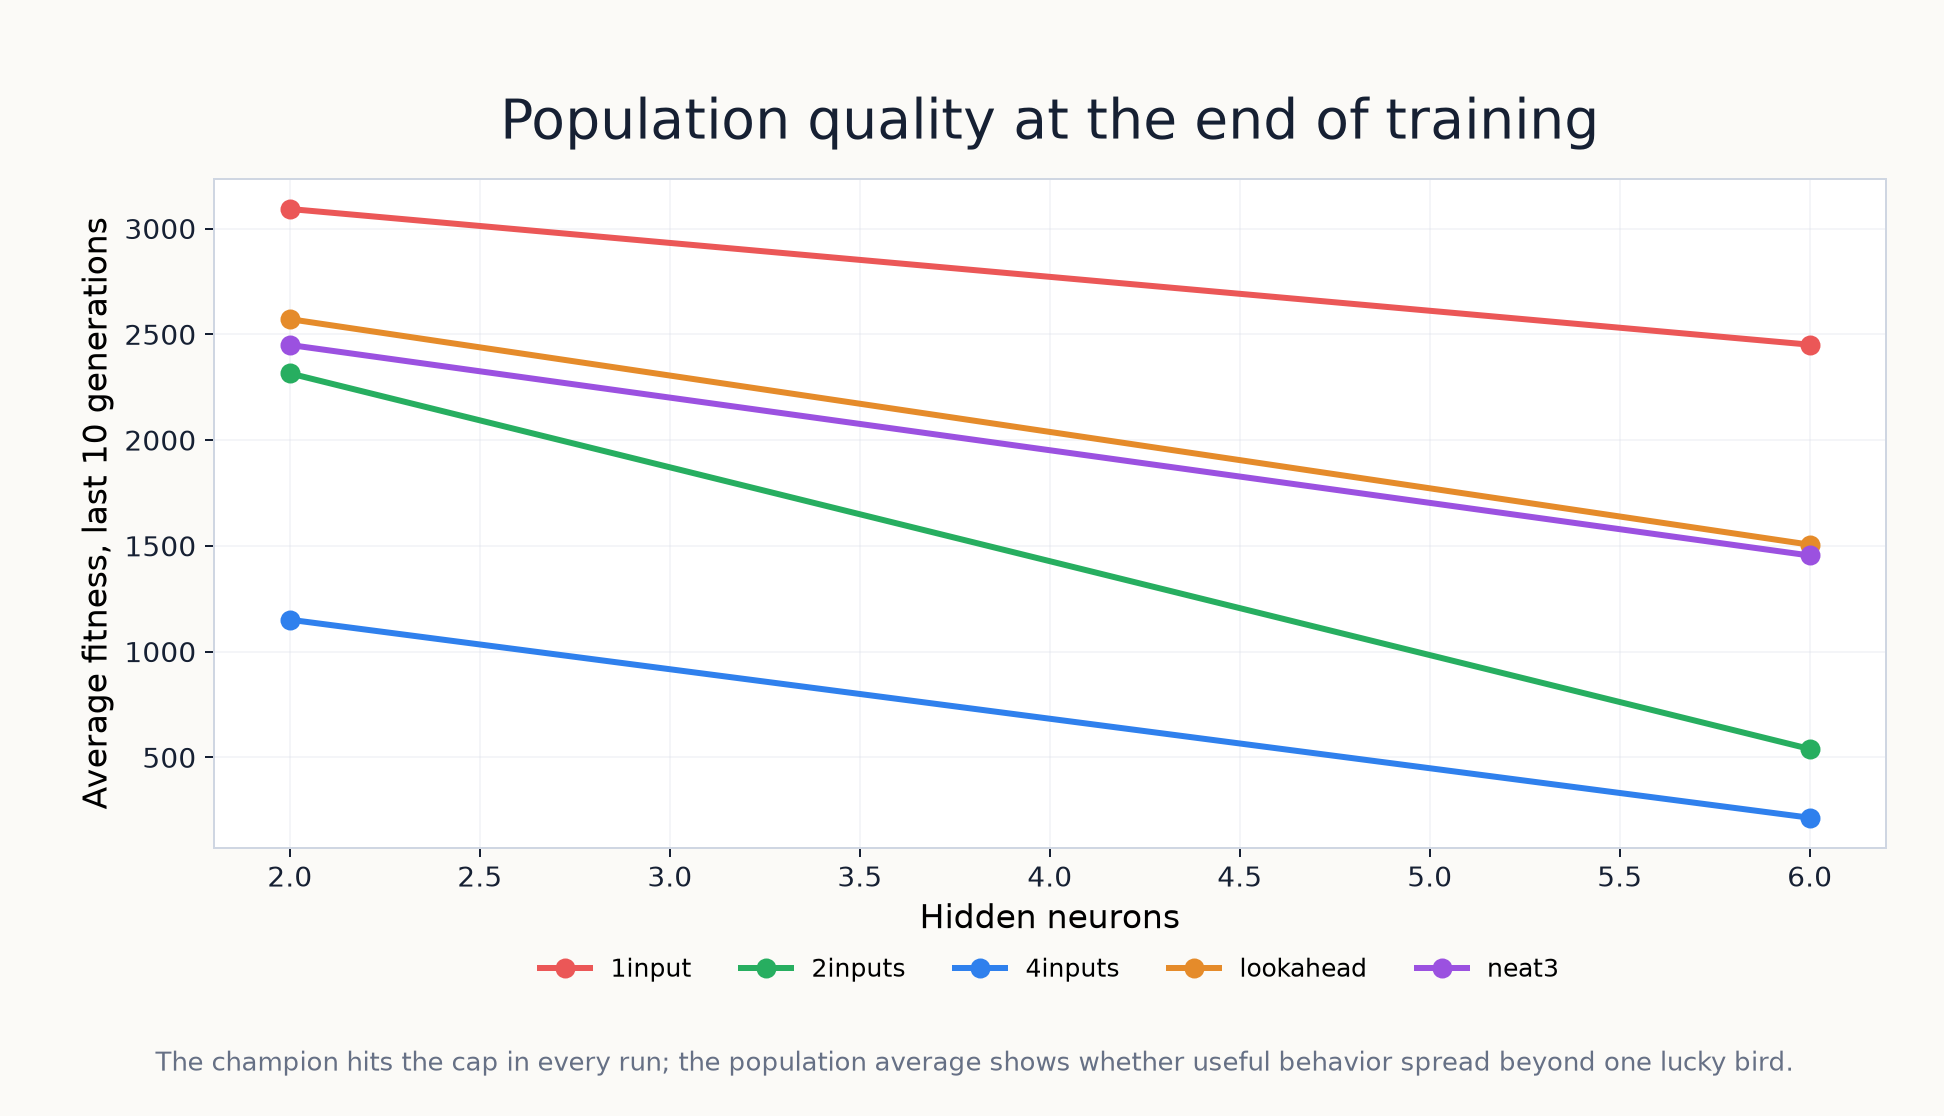 Population quality at the end of training
Average fitness, last 10 generations
3000
2500
2000
1500
1000
500
2.0 2.5 3.0 3.5 4.0 4.5 5.0 5.5 6.0
Hidden neurons
1input 2inputs 4inputs lookahead neat3
The champion hits the cap in every run; the population average shows whether useful behavior spread beyond one lucky bird.